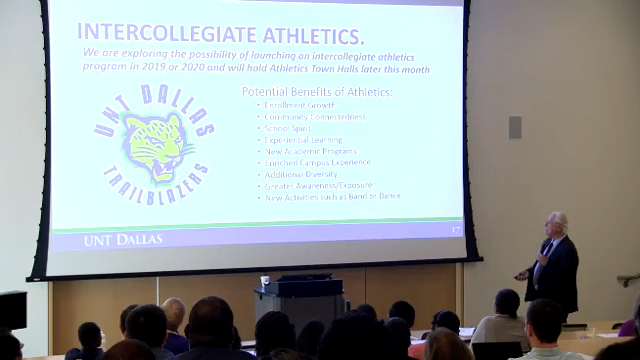 INTERCOLLEGIATE ATHLETICS.
We are exploring the possibility of launching an intercollegiate athletics
program in 2019 or 2020 and will hold Athletics Town Halls later this month
UNT DALLAS
TRAILBLAZERS
Potential Benefits of Athletics:
• Enrollment Growth
• Community Connectedness
• School Spirit
• Experiential Learning
• New Academic Programs
• Enriched Campus Experience
• Additional Diversity
• Greater Awareness/Exposure
• New Activities such as Band or Dance
UNT DALLAS
17